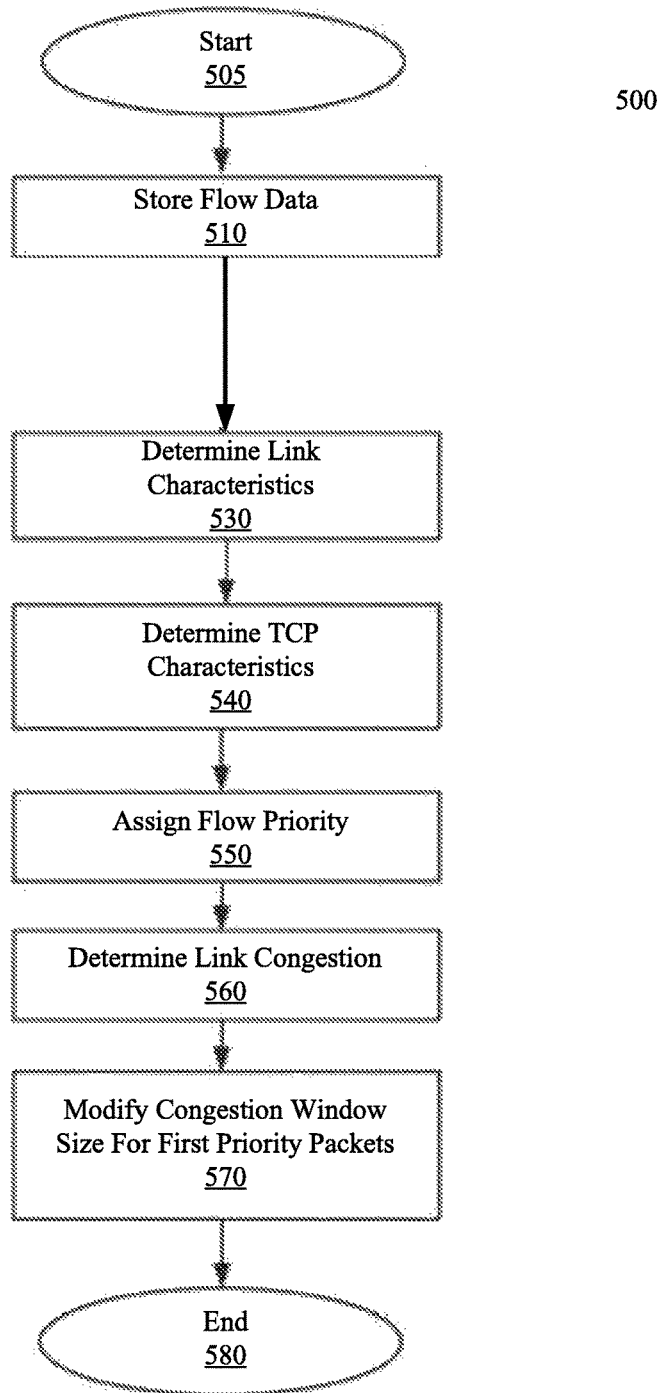 Start
505
500
Store Flow Data
510
Determine Link
Characteristics
530
Determine TCP
Characteristics
540
Assign Flow Priority
550
Determine Link Congestion
560
Modify Congestion Window
Size For First Priority Packets
570
End
580